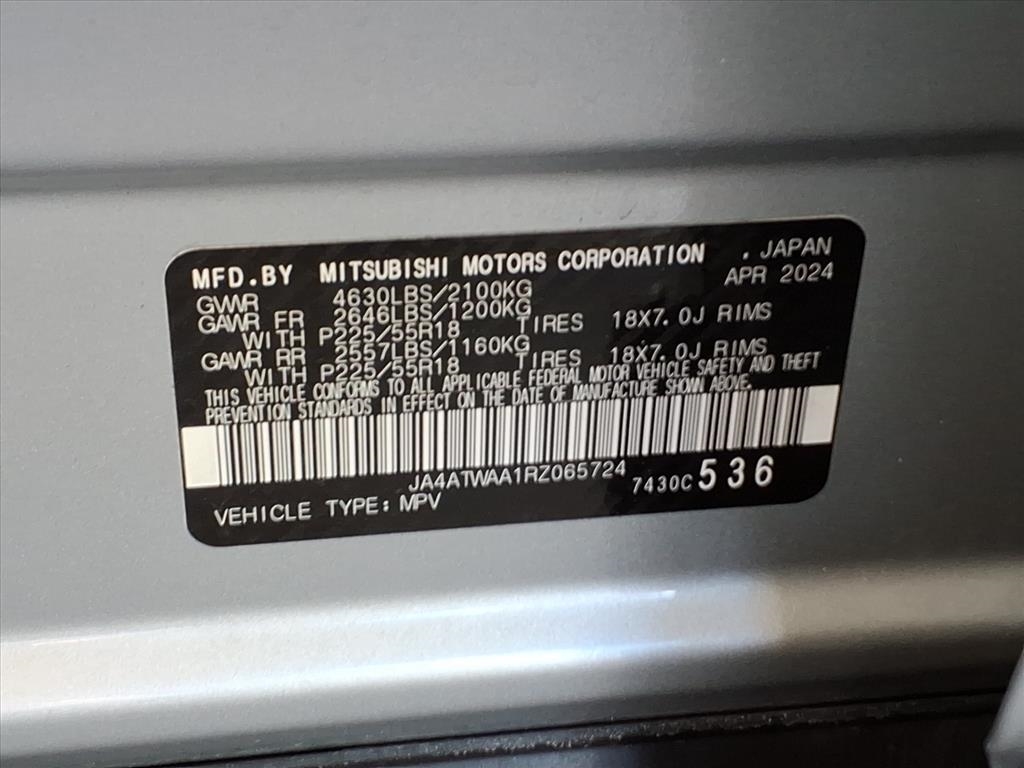 MFD.BY MITSUBISHI MOTORS CORPORATION . JAPAN
APR 2024
GVWR 4630LBS/2100KG
GAWR FR 2646LBS/1200KG
WITH P225/55R18 TIRES 18X7.0J RIMS
GAWR RR 2557LBS/1160KG
WITH P225/55R18 TIRES 18X7.0J RIMS
THIS VEHICLE CONFORMS TO ALL APPLICABLE FEDERAL MOTOR VEHICLE SAFETY AND THEFT
PREVENTION STANDARDS IN EFFECT ON THE DATE OF MANUFACTURE SHOWN ABOVE.
JA4ATWAA1RZ065724
7430C 536
VEHICLE TYPE: MPV